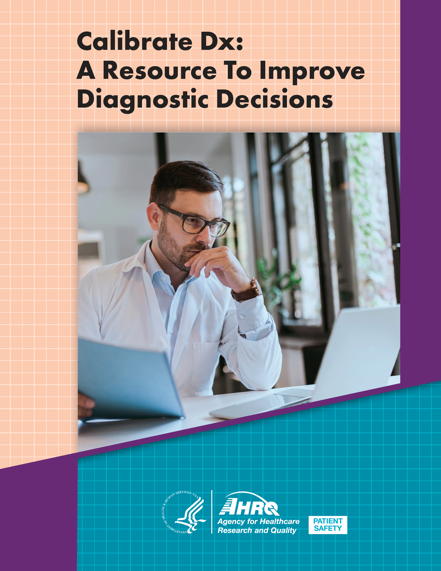 Calibrate Dx:
A Resource To Improve
Diagnostic Decisions
AHRQ
Agency for Healthcare
Research and Quality
PATIENT
SAFETY